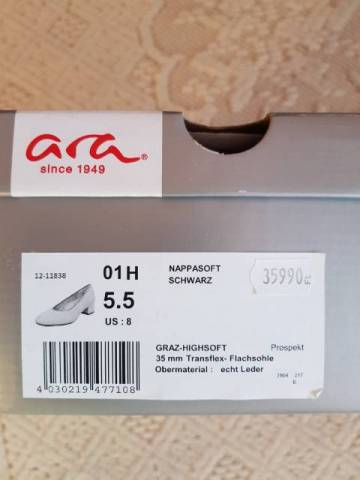 ara®
since 1949
12-11838
01 H
5.5
US : 8
NAPPASOFT
SCHWARZ
35990
GRAZ-HIGHSOFT Prospekt
35 mm Transflex- Flachsohle
Obermaterial : echt Leder
4 030219 477108